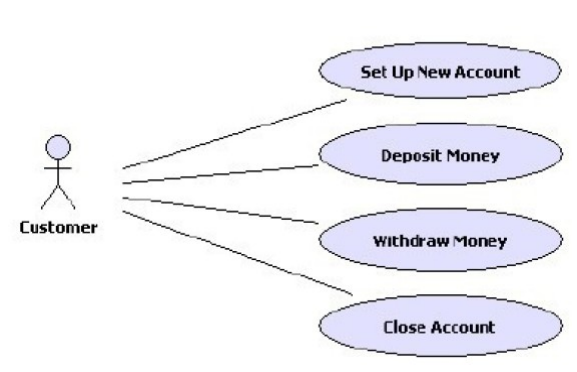 Set Up New Account
Deposit Money
Customer
Withdraw Money
Close Account